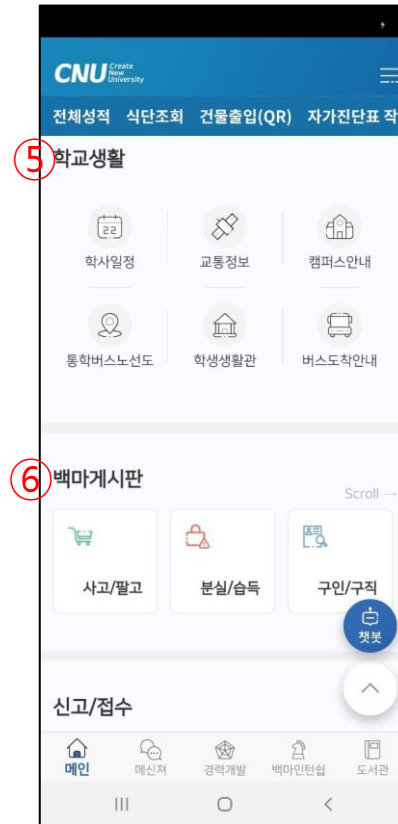 CNU Create
New
University
전체성적 식단조회 건물출입(QR) 자가진단표 작
⑤ 학교생활
22
학사일정 교통정보 캠퍼스안내
통학버스노선도 학생생활관 버스도착안내
⑥ 백마게시판
Scroll →
사고/팔고 분실/습득 구인/구직
챗봇
신고/접수
메인 메신져 경력개발 백마인턴쉽 도서관